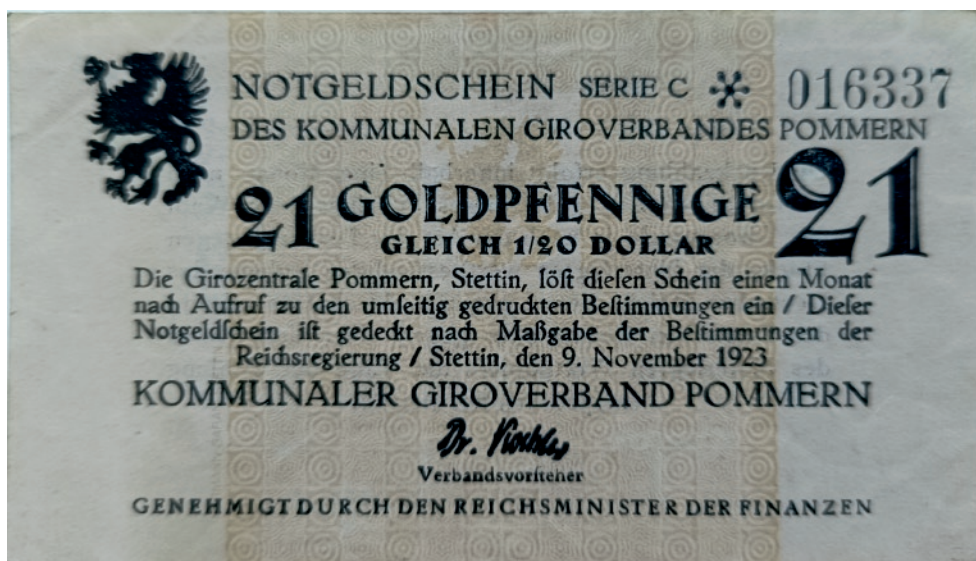 NOTGELDSCHEIN SERIE C 016337
DES KOMMUNALEN GIROVERBANDES POMMERN
21 GOLDPFENNIGE 21
GLEICH 1/20 DOLLAR
Die Girozentrale Pommern, Stettin, löſt dieſen Schein einen Monat
nach Aufruf zu den umſeitig gedruckten Beſtimmungen ein / Dieſer
Notgeldſchein iſt gedeckt nach Maßgabe der Beſtimmungen der
Reichsregierung / Stettin, den 9. November 1923
KOMMUNALER GIROVERBAND POMMERN
Dr.
Verbandsvorſteher
GENEHMIGT DURCH DEN REICHSMINISTER DER FINANZEN